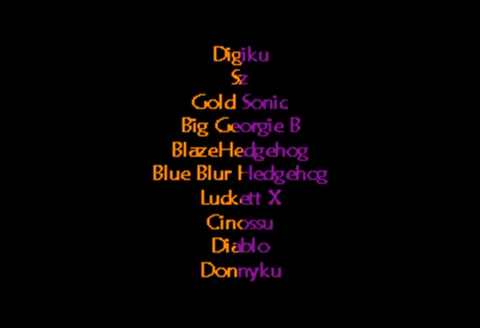 Digiku
Sz
Gold Sonic
Big Georgie B
BlazeHedgehog
Blue Blur Hedgehog
Luckett X
Cinossu
Diablo
Donnyku